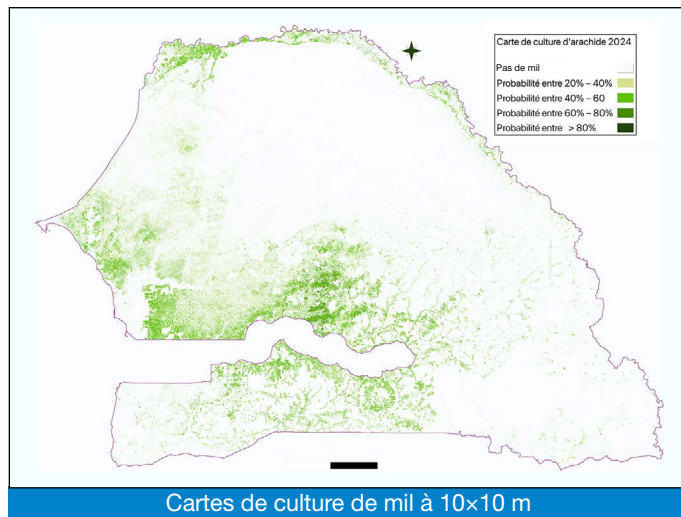 Carte de culture d'arachide 2024
Pas de mil
Probabilité entre 20% – 40%
Probabilité entre 40% – 60
Probabilité entre 60% – 80%
Probabilité entre > 80%
Cartes de culture de mil à 10×10 m